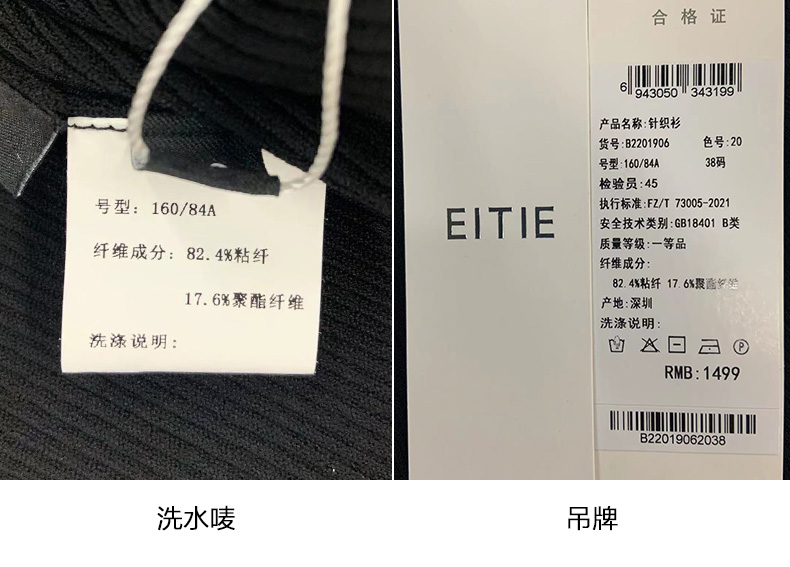 号型: 160/84A
纤维成分: 82.4%粘纤
17.6%聚酯纤维
洗涤说明:
EITIE
合格证
6 943050 343199
产品名称:针织衫
货号:B2201906 色号:20
号型:160/84A 38码
检验员:45
执行标准:FZ/T 73005-2021
安全技术类别:GB18401 B类
质量等级:一等品
纤维成分:
82.4%粘纤 17.6%聚酯纤维
产地:深圳
洗涤说明:
P
RMB:1499
B22019062038
洗水唛
吊牌